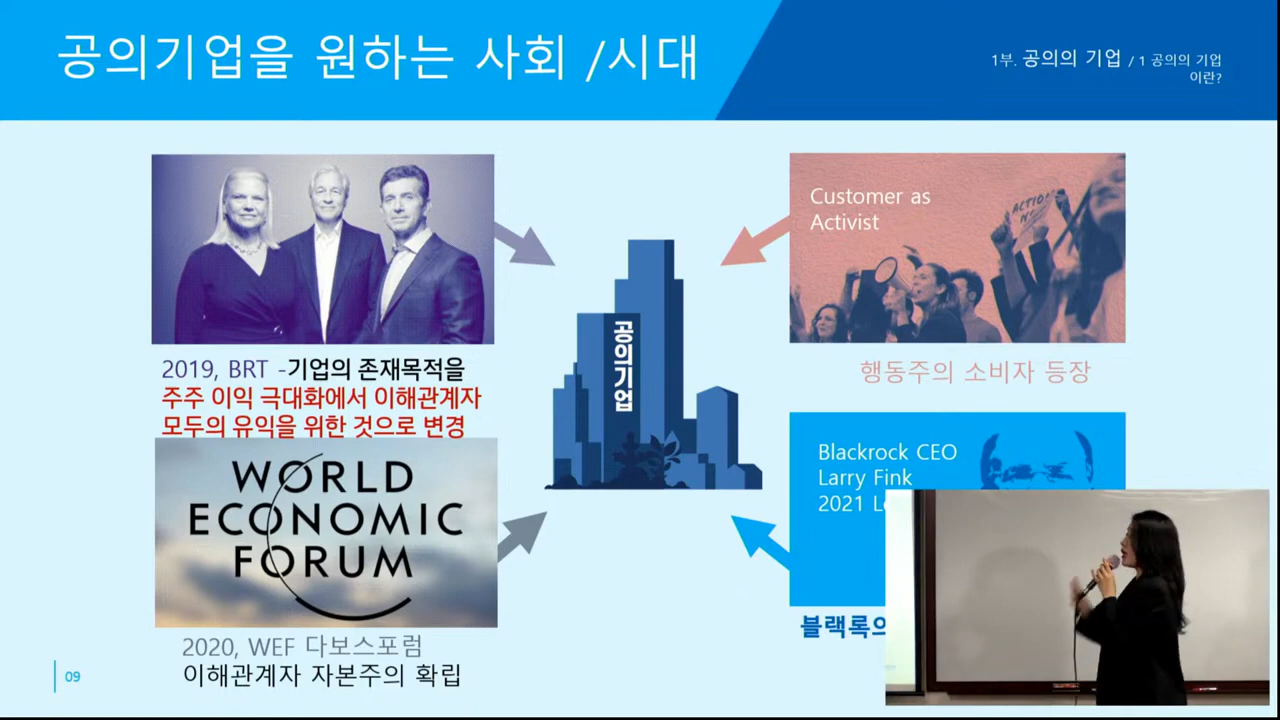 공의기업을 원하는 사회 /시대
1부. 공의의 기업 / 1 공의의 기업
이란?
Customer as
Activist
ACTION
2019, BRT -기업의 존재목적을
주주 이익 극대화에서 이해관계자
모두의 유익을 위한 것으로 변경
공의기업
행동주의 소비자 등장
WORLD
ECONOMIC
FORUM
Blackrock CEO
Larry Fink
2021
블랙록의
2020, WEF 다보스포럼
이해관계자 자본주의 확립
09